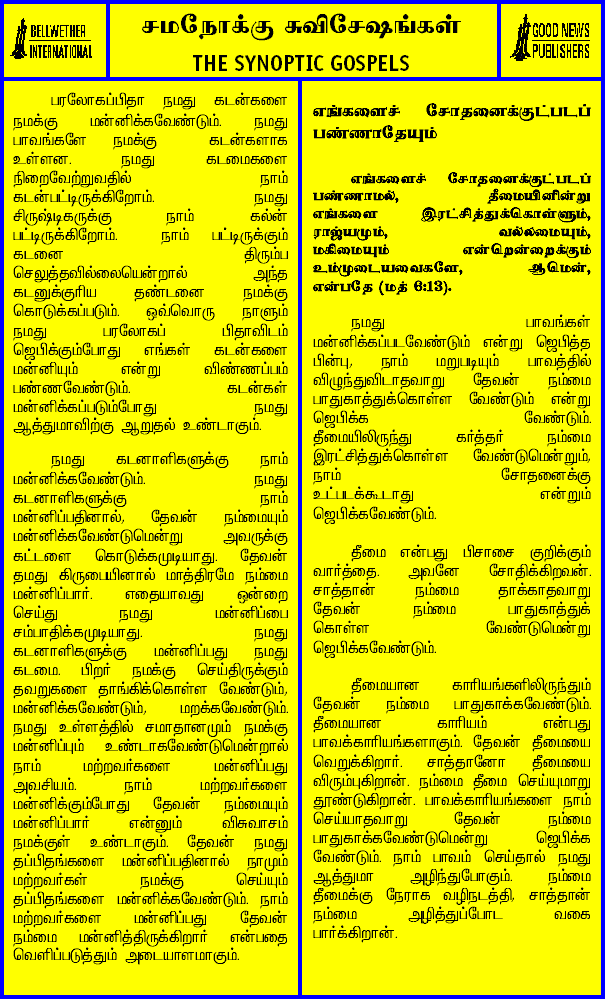 BELLWETHER
INTERNATIONAL
சமநோக்கு சுவிசேஷங்கள்
THE SYNOPTIC GOSPELS
GOOD NEWS
PUBLISHERS
பரலோகப்பிதா நமது கடன்களை
நமக்கு மன்னிக்கவேண்டும். நமது
பாவங்களே நமக்கு கடன்களாக
உள்ளன. நமது கடமைகளை
நிறைவேற்றுவதில் நாம்
கடன்பட்டிருக்கிறோம். நமது
சிருஷ்டிகருக்கு நாம் கல்ன்
பட்டிருக்கிறோம். நாம் பட்டிருக்கும்
கடனை திரும்ப
செலுத்தவில்லையென்றால் அந்த
கடனுக்குரிய தண்டனை நமக்கு
கொடுக்கப்படும். ஒவ்வொரு நாளும்
நமது பரலோகப் பிதாவிடம்
ஜெபிக்கும்போது எங்கள் கடன்களை
மன்னியும் என்று விண்ணப்பம்
பண்ணவேண்டும். கடன்கள்
மன்னிக்கப்படும்போது நமது
ஆத்துமாவிற்கு ஆறுதல் உண்டாகும்.
நமது கடனாளிகளுக்கு நாம்
மன்னிக்கவேண்டும். நமது
கடனாளிகளுக்கு நாம்
மன்னிப்பதினால், தேவன் நம்மையும்
மன்னிக்கவேண்டுமென்று அவருக்கு
கட்டளை கொடுக்கமுடியாது. தேவன்
தமது கிருபையினால் மாத்திரமே நம்மை
மன்னிப்பார். எதையாவது ஒன்றை
செய்து நமது மன்னிப்பை
சம்பாதிக்கமுடியாது. நமது
கடனாளிகளுக்கு மன்னிப்பது நமது
கடமை. பிறர் நமக்கு செய்திருக்கும்
தவறுகளை தாங்கிக்கொள்ள வேண்டும்,
மன்னிக்கவேண்டும், மறக்கவேண்டும்.
நமது உள்ளத்தில் சமாதானமும் நமக்கு
மன்னிப்பும் உண்டாகவேண்டுமென்றால்
நாம் மற்றவர்களை மன்னிப்பது
அவசியம். நாம் மற்றவர்களை
மன்னிக்கும்போது தேவன் நம்மையும்
மன்னிப்பார் என்னும் விசுவாசம்
நமக்குள் உண்டாகும். தேவன் நமது
தப்பிதங்களை மன்னிப்பதினால் நாமும்
மற்றவர்கள் நமக்கு செய்யும்
தப்பிதங்களை மன்னிக்கவேண்டும். நாம்
மற்றவர்களை மன்னிப்பது தேவன்
நம்மை மன்னித்திருக்கிறார் என்பதை
வெளிப்படுத்தும் அடையாளமாகும்.
எங்களைச் சோதனைக்குட்படப்
பண்ணாதேயும்
எங்களைச் சோதனைக்குட்படப்
பண்ணாமல், தீமையினின்று
எங்களை இரட்சித்துக்கொள்ளும்,
ராஜ்யமும், வல்லமையும்,
மகிமையும் என்றென்றைக்கும்
உம்முடையவைகளே, ஆமென்,
என்பதே (மத் 6:13).
நமது பாவங்கள்
மன்னிக்கப்படவேண்டும் என்று ஜெபித்த
பின்பு, நாம் மறுபடியும் பாவத்தில்
விழுந்துவிடாதவாறு தேவன் நம்மை
பாதுகாத்துக்கொள்ள வேண்டும் என்று
ஜெபிக்க வேண்டும்.
தீமையிலிருந்து கர்த்தர் நம்மை
இரட்சித்துக்கொள்ள வேண்டுமென்றும்,
நாம் சோதனைக்கு
உட்படக்கூடாது என்றும்
ஜெபிக்கவேண்டும்.
தீமை என்பது பிசாசை குறிக்கும்
வார்த்தை. அவனே சோதிக்கிறவன்.
சாத்தான் நம்மை தாக்காதவாறு
தேவன் நம்மை பாதுகாத்துக்
கொள்ள வேண்டுமென்று
ஜெபிக்கவேண்டும்.
தீமையான காரியங்களிலிருந்தும்
தேவன் நம்மை பாதுகாக்கவேண்டும்.
தீமையான காரியம் என்பது
பாவக்காரியங்களாகும். தேவன் தீமையை
வெறுக்கிறார். சாத்தானோ தீமையை
விரும்புகிறான். நம்மை தீமை செய்யுமாறு
தூண்டுகிறான். பாவக்காரியங்களை நாம்
செய்யாதவாறு தேவன் நம்மை
பாதுகாக்கவேண்டுமென்று ஜெபிக்க
வேண்டும். நாம் பாவம் செய்தால் நமது
ஆத்துமா அழிந்துபோகும். நம்மை
தீமைக்கு நேராக வழிநடத்தி, சாத்தான்
நம்மை அழித்துப்போட வகை
பார்க்கிறான்.